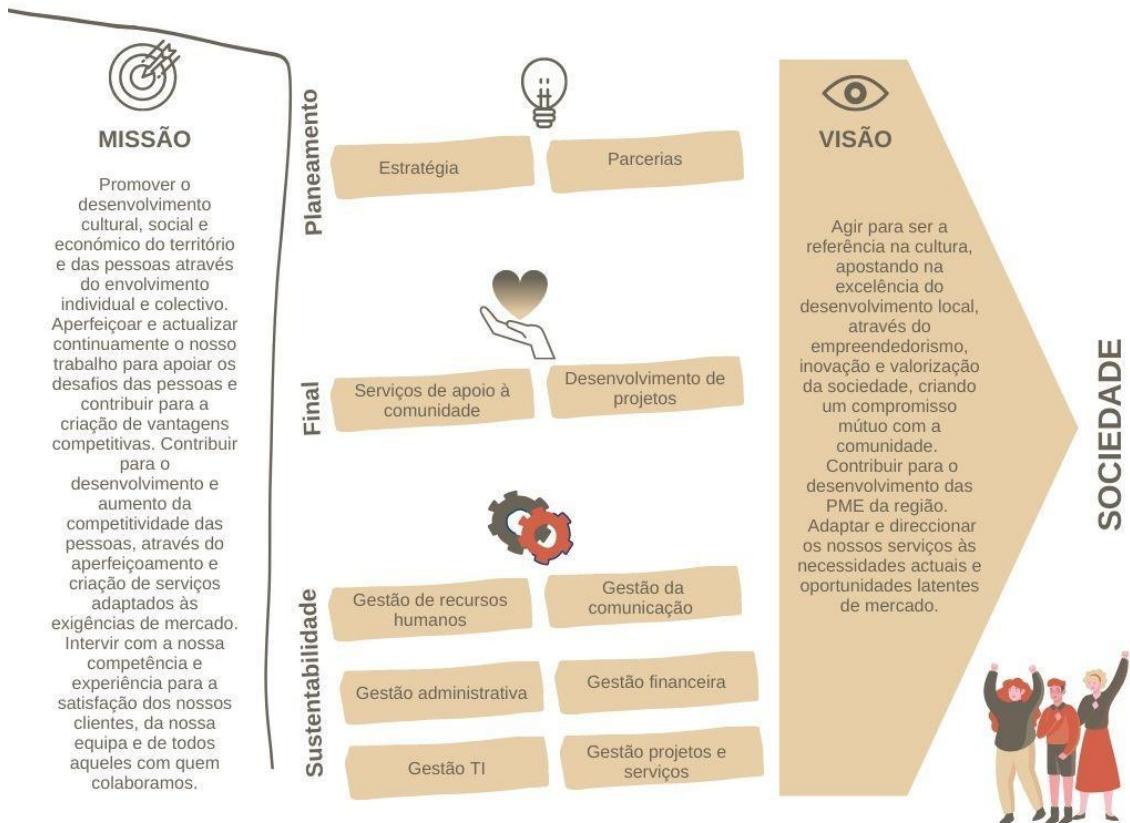 MISSÃO
Promover o
desenvolvimento
cultural, social e
económico do território
e das pessoas através
do envolvimento
individual e colectivo.
Aperfeiçoar e actualizar
continuamente o nosso
trabalho para apoiar os
desafios das pessoas e
contribuir para a
criação de vantagens
competitivas. Contribuir
para o
desenvolvimento e
aumento da
competitividade das
pessoas, através do
aperfeiçoamento e
criação de serviços
adaptados às
exigências de mercado.
Intervir com a nossa
competência e
experiência para a
satisfação dos nossos
clientes, da nossa
equipa e de todos
aqueles com quem
colaboramos.
Planeamento
Estratégia
Parcerias
Final
Serviços de apoio à
comunidade
Desenvolvimento de
projetos
Sustentabilidade
Gestão de recursos
humanos
Gestão da
comunicação
Gestão administrativa
Gestão financeira
Gestão TI
Gestão projetos e
serviços
VISÃO
Agir para ser a
referência na cultura,
apostando na
excelência do
desenvolvimento local,
através do
empreendedorismo,
inovação e valorização
da sociedade, criando
um compromisso
mútuo com a
comunidade.
Contribuir para o
desenvolvimento das
PME da região.
Adaptar e direccionar
os nossos serviços às
necessidades actuais e
oportunidades latentes
de mercado.
SOCIEDADE